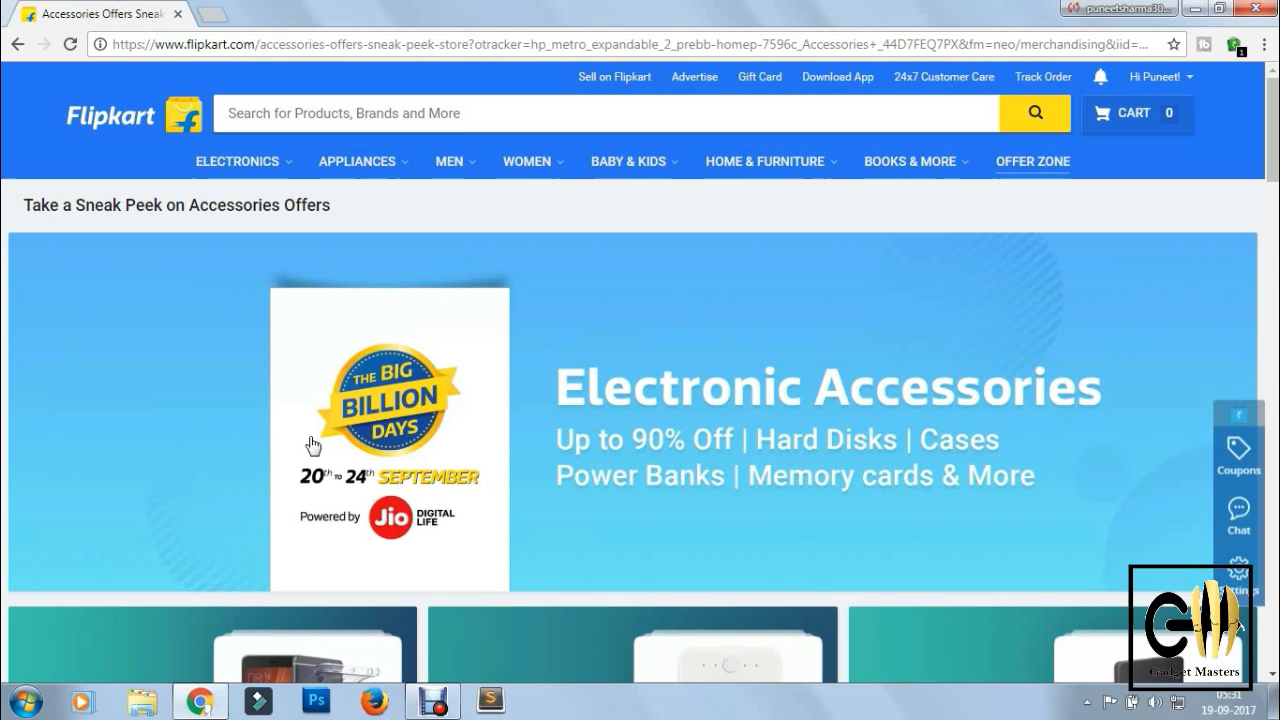 Accessories Offers Sneak
puneetsharma30...
https://www.flipkart.com/accessories-offers-sneak-peek-store?otracker=hp_metro_expandable_2_prebb-homep-7596c_Accessories+_44D7FEQ7PX&fm=neo/merchandising&iid=...
1
Sell on Flipkart Advertise Gift Card Download App 24x7 Customer Care Track Order Hi Puneet!
Flipkart Search for Products, Brands and More CART 0
ELECTRONICS APPLIANCES MEN WOMEN BABY & KIDS HOME & FURNITURE BOOKS & MORE OFFER ZONE
Take a Sneak Peek on Accessories Offers
THE BIG
BILLION
DAYS
20th TO 24th SEPTEMBER
Powered by Jio DIGITAL
LIFE
Electronic Accessories
Up to 90% Off | Hard Disks | Cases
Power Banks | Memory cards & More
Coupons
Chat
Gadget Masters
Ps
S
05:31
19-09-2017